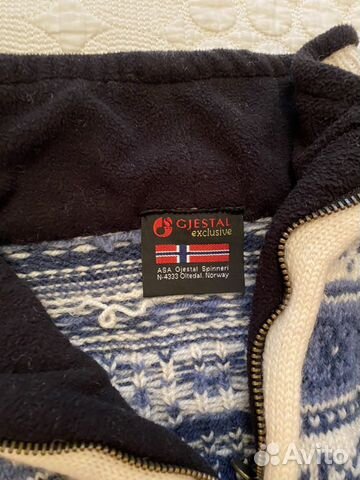 GJESTAL
exclusive
ASA Gjestal Spinneri
N-4333 Oltedal, Norway
Avito